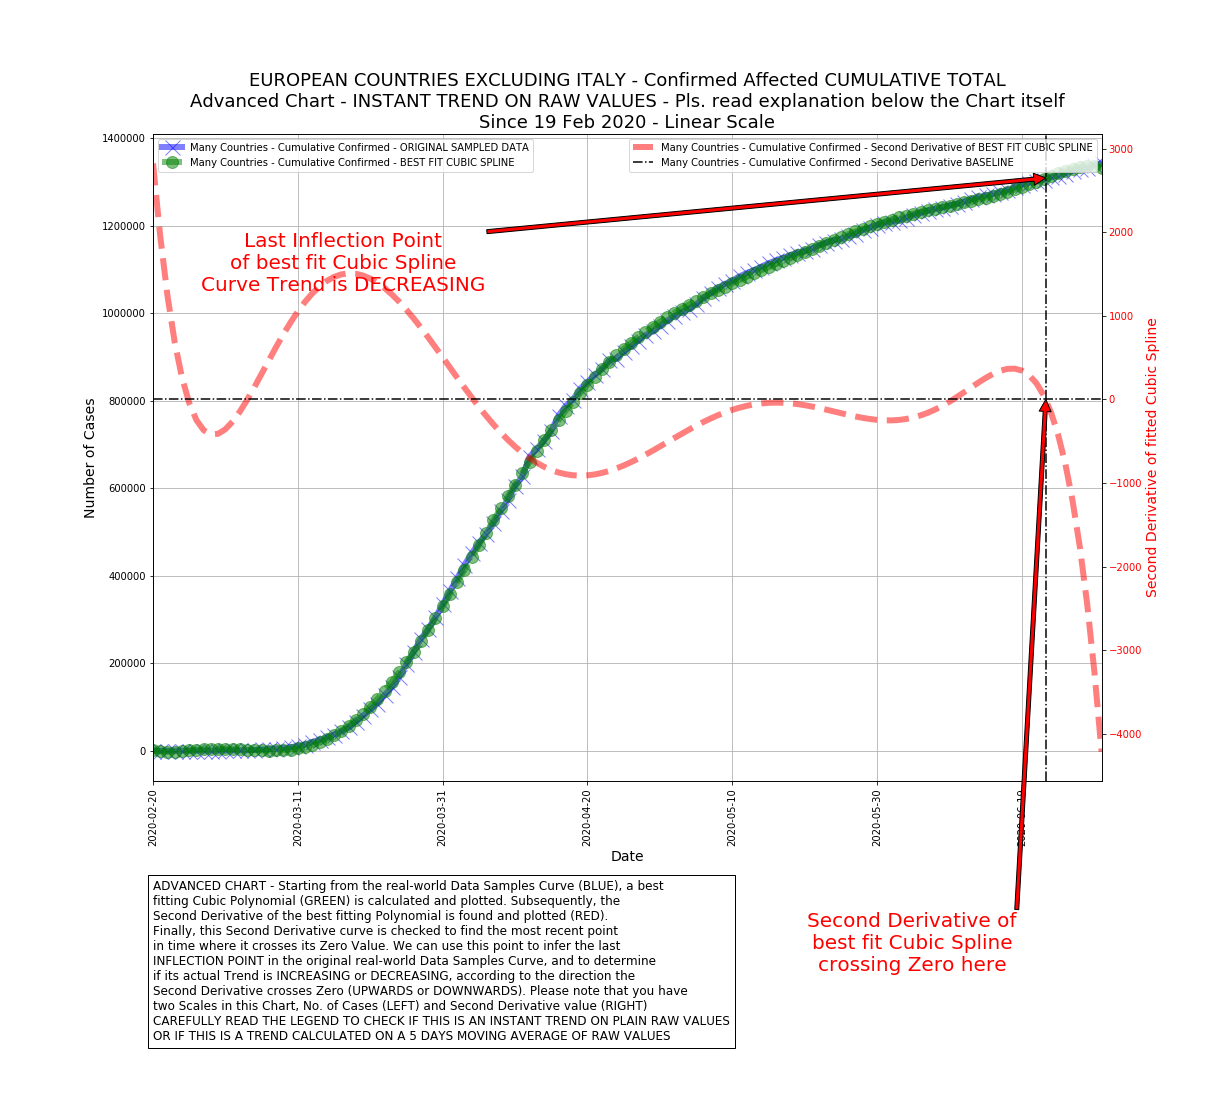 EUROPEAN COUNTRIES EXCLUDING ITALY - Confirmed Affected CUMULATIVE TOTAL
Advanced Chart - INSTANT TREND ON RAW VALUES - Pls. read explanation below the Chart itself
Since 19 Feb 2020 - Linear Scale
Many Countries - Cumulative Confirmed - ORIGINAL SAMPLED DATA
Many Countries - Cumulative Confirmed - BEST FIT CUBIC SPLINE
Many Countries - Cumulative Confirmed - Second Derivative of BEST FIT CUBIC SPLINE
Many Countries - Cumulative Confirmed - Second Derivative BASELINE
Last Inflection Point
of best fit Cubic Spline
Curve Trend is DECREASING
Number of Cases
1400000
1200000
1000000
800000
600000
400000
200000
0
3000
2000
1000
0
−1000
−2000
−3000
−4000
Second Derivative of fitted Cubic Spline
2020-02-20
2020-03-11
2020-03-31
2020-04-20
2020-05-10
2020-05-30
2020-06-19
Date
ADVANCED CHART - Starting from the real-world Data Samples Curve (BLUE), a best
fitting Cubic Polynomial (GREEN) is calculated and plotted. Subsequently, the
Second Derivative of the best fitting Polynomial is found and plotted (RED).
Finally, this Second Derivative curve is checked to find the most recent point
in time where it crosses its Zero Value. We can use this point to infer the last
INFLECTION POINT in the original real-world Data Samples Curve, and to determine
if its actual Trend is INCREASING or DECREASING, according to the direction the
Second Derivative crosses Zero (UPWARDS or DOWNWARDS). Please note that you have
two Scales in this Chart, No. of Cases (LEFT) and Second Derivative value (RIGHT)
CAREFULLY READ THE LEGEND TO CHECK IF THIS IS AN INSTANT TREND ON PLAIN RAW VALUES
OR IF THIS IS A TREND CALCULATED ON A 5 DAYS MOVING AVERAGE OF RAW VALUES
Second Derivative of
best fit Cubic Spline
crossing Zero here